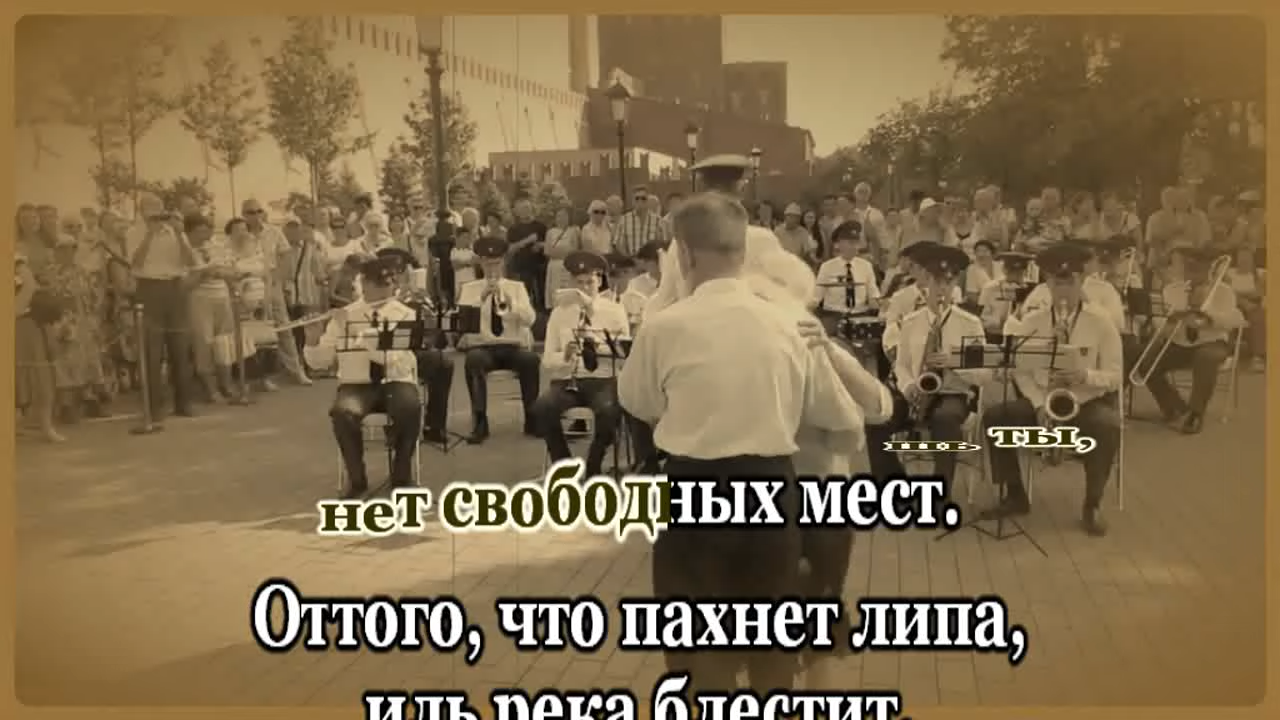 ты,
нет свободных мест.
Оттого, что пахнет липа,
иль река блестит,